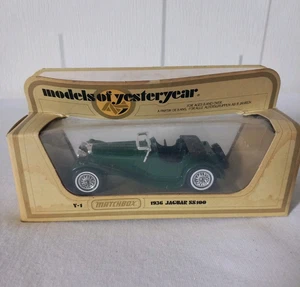 models of yesteryear
Y-1 MATCHBOX 1936 JAGUAR SS100